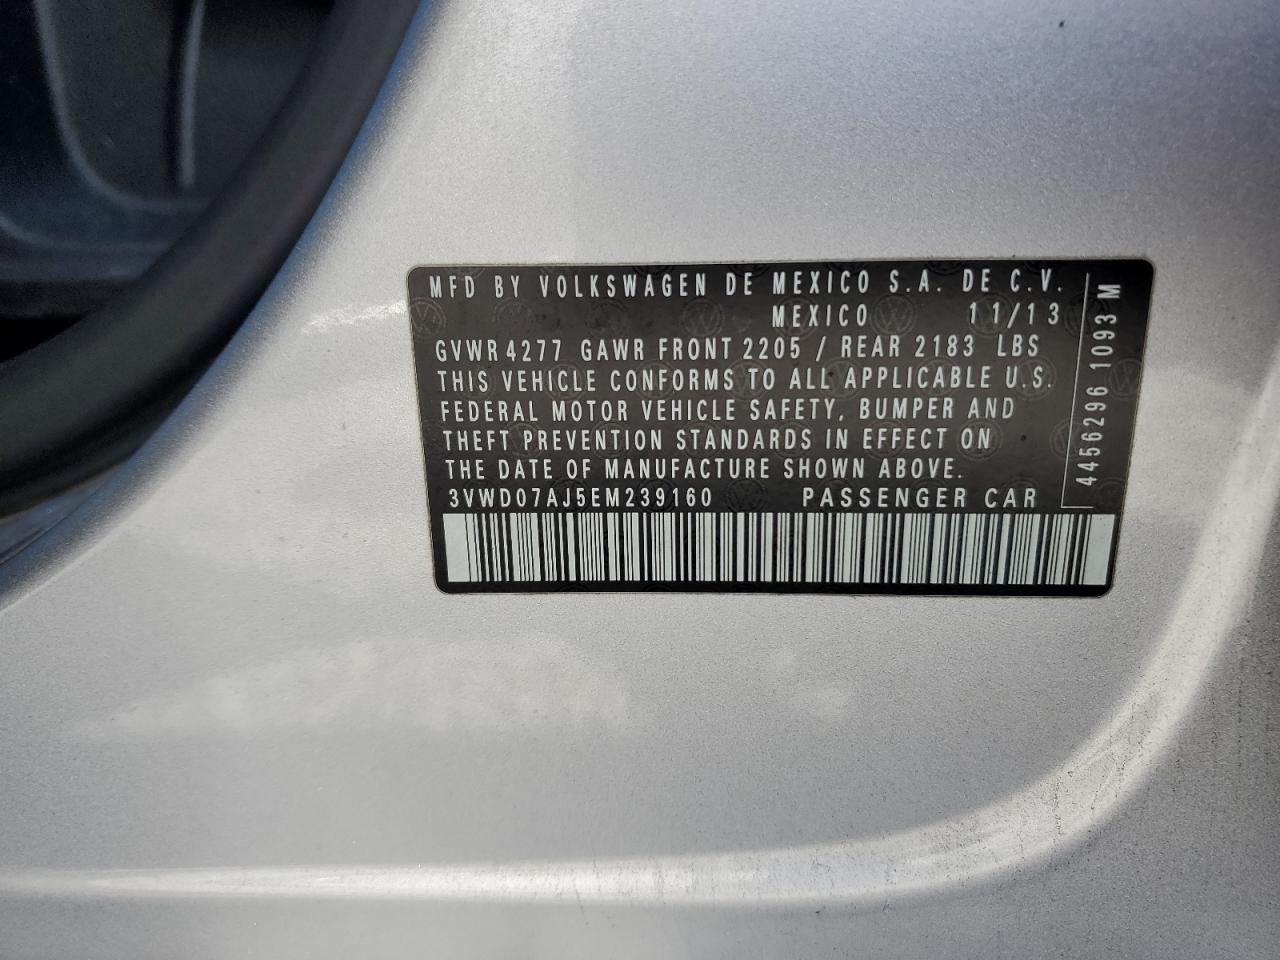 MFD BY VOLKSWAGEN DE MEXICO S.A. DE C.V.
MEXICO 11/13
GVWR 4277 GAWR FRONT 2205 / REAR 2183 LBS
THIS VEHICLE CONFORMS TO ALL APPLICABLE U.S.
FEDERAL MOTOR VEHICLE SAFETY, BUMPER AND
THEFT PREVENTION STANDARDS IN EFFECT ON
THE DATE OF MANUFACTURE SHOWN ABOVE.
3VWD07AJ5EM239160 PASSENGER CAR
4456296 1093 M